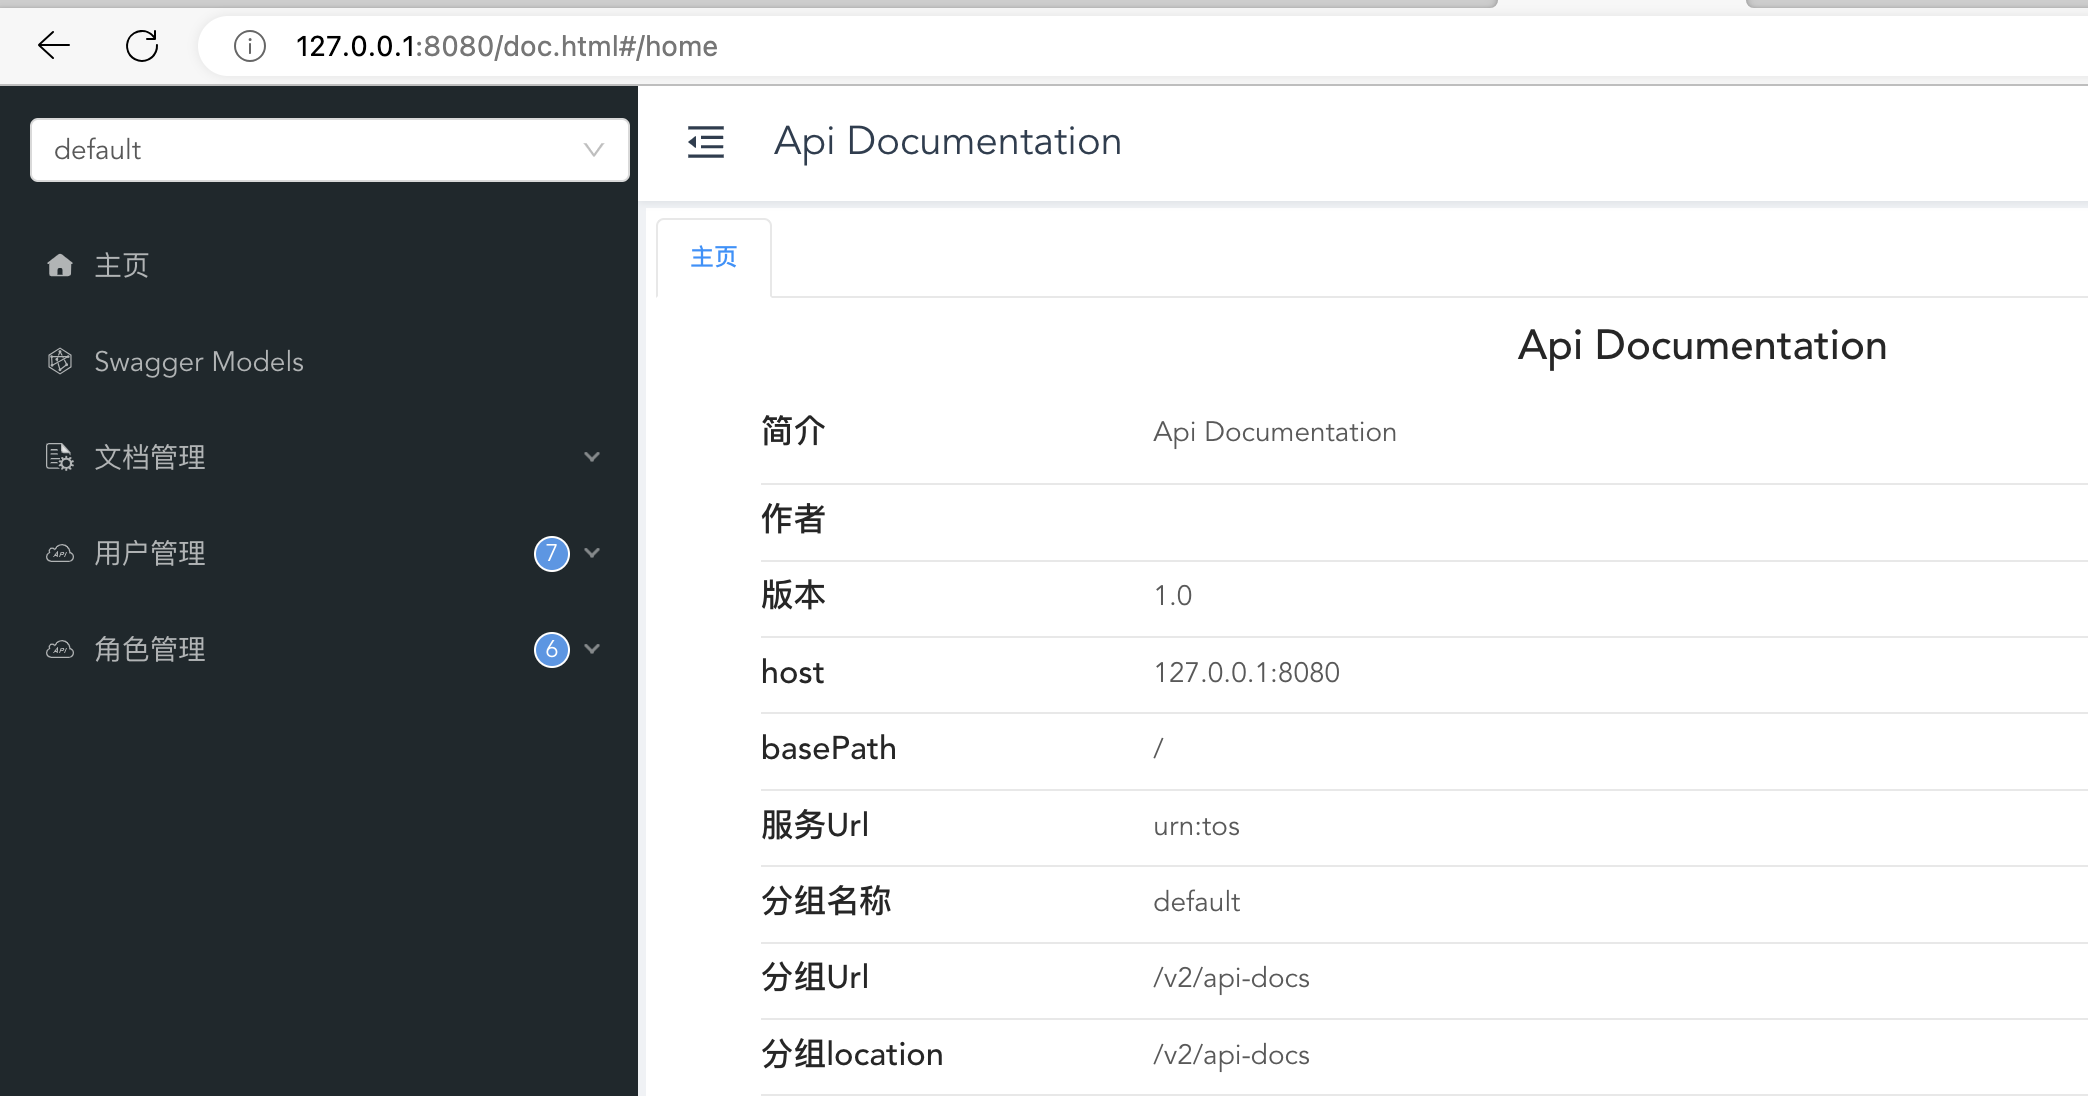 127.0.0.1:8080/doc.html#/home
default
主页
Swagger Models
文档管理
用户管理 7
角色管理 6
Api Documentation
主页
Api Documentation
简介 Api Documentation
作者
版本 1.0
host 127.0.0.1:8080
basePath /
服务Url urn:tos
分组名称 default
分组Url /v2/api-docs
分组location /v2/api-docs